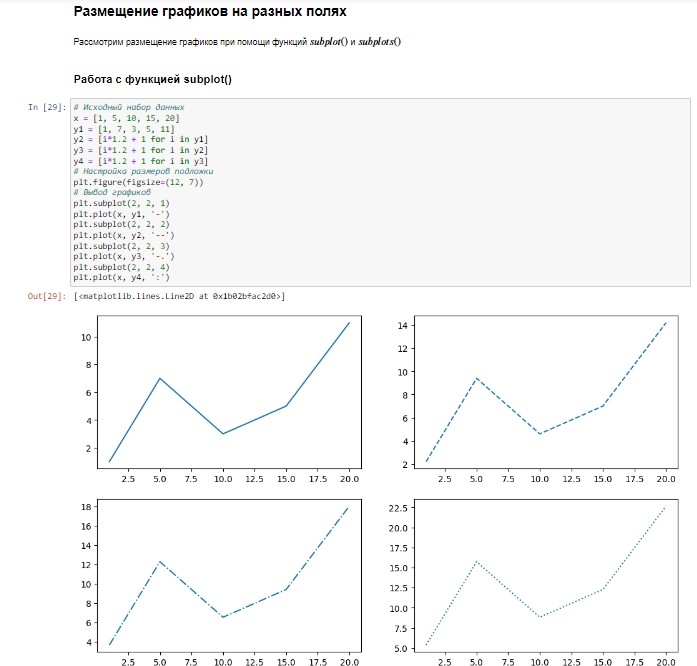 Размещение графиков на разных полях
Рассмотрим размещение графиков при помощи функций subplot() и subplots()
Работа с функцией subplot()
In [29]:
# Исходный набор данных
x = [1, 5, 10, 15, 20]
y1 = [1, 7, 3, 5, 11]
y2 = [i*1.2 + 1 for i in y1]
y3 = [i*1.2 + 1 for i in y2]
y4 = [i*1.2 + 1 for i in y3]
# Настройка размеров подложки
plt.figure(figsize=(12, 7))
# Вывод графиков
plt.subplot(2, 2, 1)
plt.plot(x, y1, '-')
plt.subplot(2, 2, 2)
plt.plot(x, y2, '--')
plt.subplot(2, 2, 3)
plt.plot(x, y3, '-.')
plt.subplot(2, 2, 4)
plt.plot(x, y4, ':')
Out[29]: [<matplotlib.lines.Line2D at 0x1b02bfac2d0>]
10
8
6
4
2
2.5 5.0 7.5 10.0 12.5 15.0 17.5 20.0
14
12
10
8
6
4
2
2.5 5.0 7.5 10.0 12.5 15.0 17.5 20.0
18
16
14
12
10
8
6
4
2.5 5.0 7.5 10.0 12.5 15.0 17.5 20.0
22.5
20.0
17.5
15.0
12.5
10.0
7.5
5.0
2.5 5.0 7.5 10.0 12.5 15.0 17.5 20.0